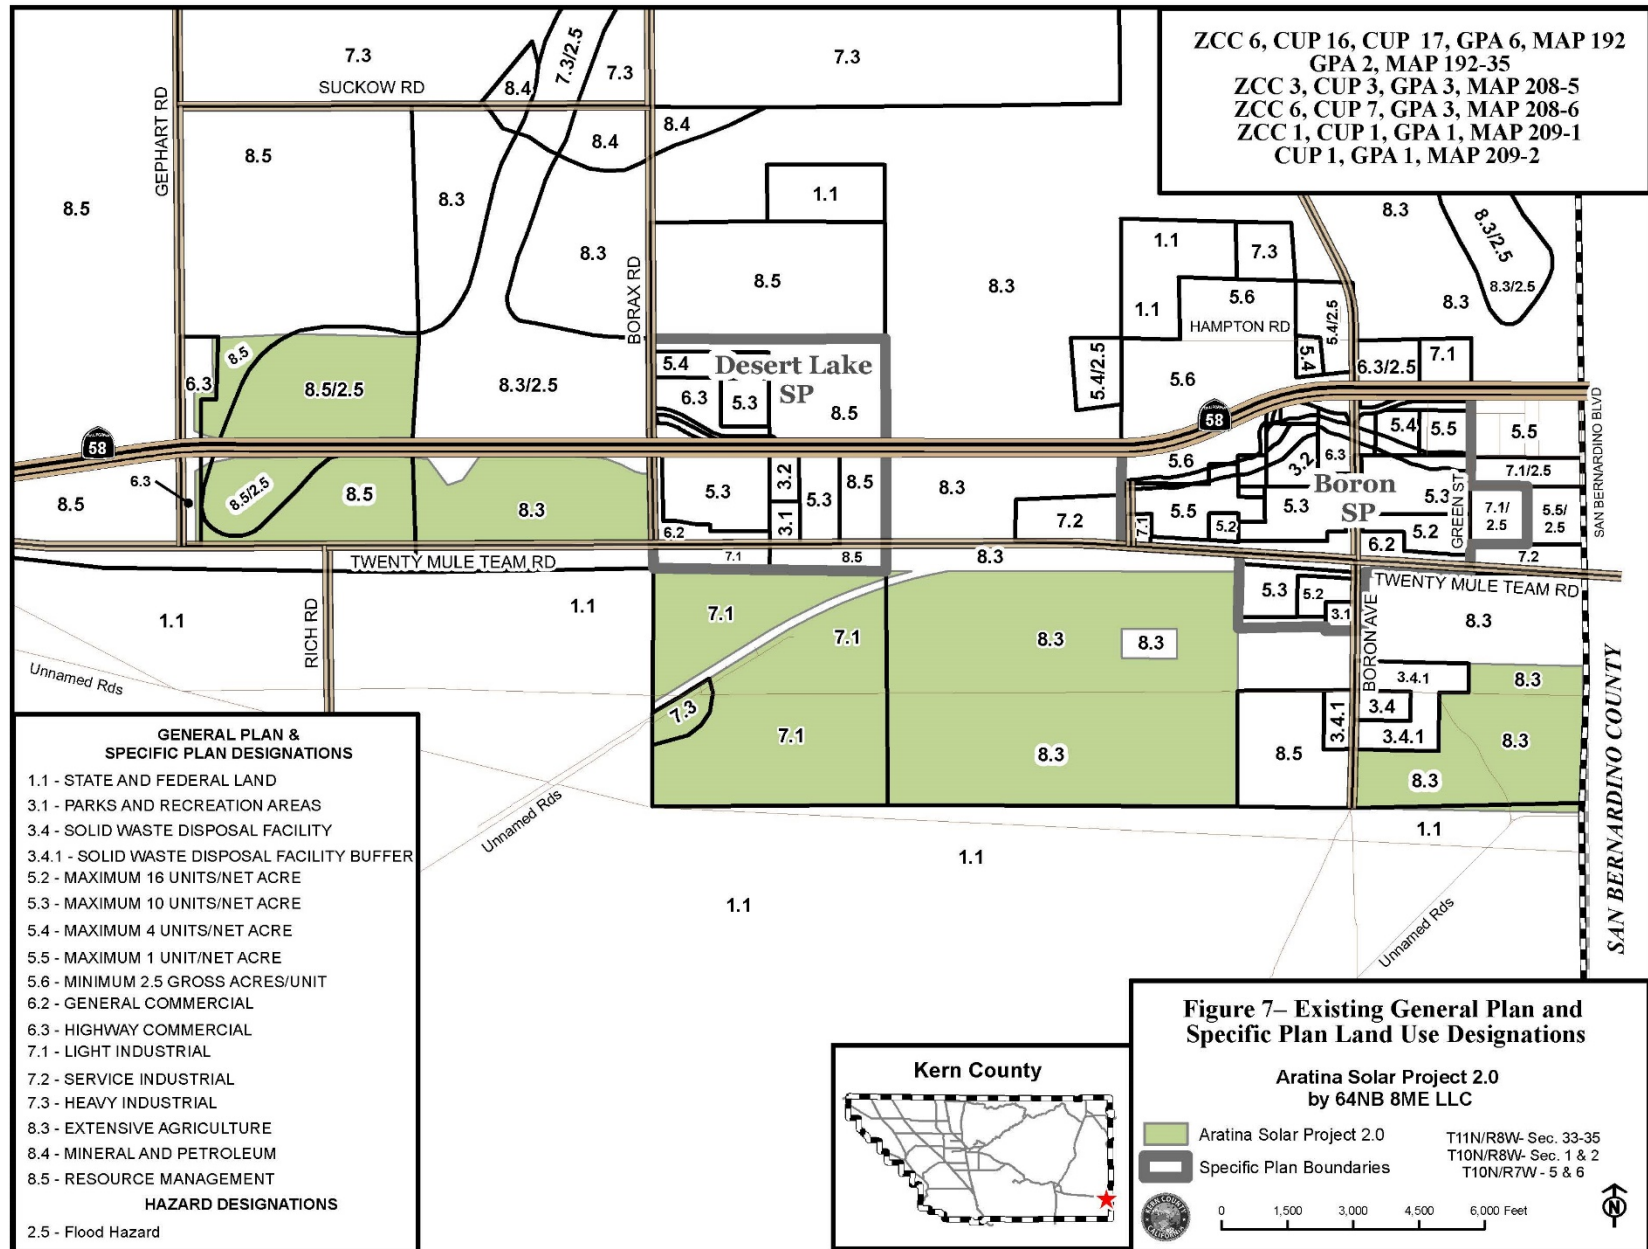 ZCC 6, CUP 16, CUP 17, GPA 6, MAP 192
GPA 2, MAP 192-35
ZCC 3, CUP 3, GPA 3, MAP 208-5
ZCC 6, CUP 7, GPA 3, MAP 208-6
ZCC 1, CUP 1, GPA 1, MAP 209-1
CUP 1, GPA 1, MAP 209-2
7.3
7.3/2.5
7.3
7.3
SUCKOW RD
8.4
8.4
8.4
GEPHART RD
8.5
8.5
8.3
8.3
BORAX RD
1.1
8.5
8.3
1.1
7.3
1.1
5.6
HAMPTON RD
5.4/2.5
8.3
8.3/2.5
8.3/2.5
8.3
8.5
6.3
8.5/2.5
8.3/2.5
5.4
Desert Lake
SP
6.3
5.3
8.5
5.4/2.5
5.6
5.4
6.3/2.5
7.1
58
58
5.4
5.5
5.5
SAN BERNARDINO BLVD
6.3
8.5
8.5/2.5
8.5
8.3
5.3
3.2
3.1
5.3
8.5
8.3
5.6
3.2
6.3
Boron
SP
5.3
5.3
GREEN ST
7.1/2.5
7.1/
2.5
5.5/
2.5
7.2
7.1
5.5
5.2
5.2
6.2
7.2
6.2
7.1
8.5
8.3
TWENTY MULE TEAM RD
TWENTY MULE TEAM RD
1.1
RICH RD
1.1
7.1
7.1
8.3
8.3
5.3
5.2
3.1
BORON AVE
8.3
Unnamed Rds
7.3
7.1
8.3
8.5
3.4.1
3.4.1
3.4
3.4.1
8.3
8.3
8.3
SAN BERNARDINO COUNTY
Unnamed Rds
1.1
1.1
1.1
Unnamed Rds
GENERAL PLAN &
SPECIFIC PLAN DESIGNATIONS
1.1 - STATE AND FEDERAL LAND
3.1 - PARKS AND RECREATION AREAS
3.4 - SOLID WASTE DISPOSAL FACILITY
3.4.1 - SOLID WASTE DISPOSAL FACILITY BUFFER
5.2 - MAXIMUM 16 UNITS/NET ACRE
5.3 - MAXIMUM 10 UNITS/NET ACRE
5.4 - MAXIMUM 4 UNITS/NET ACRE
5.5 - MAXIMUM 1 UNIT/NET ACRE
5.6 - MINIMUM 2.5 GROSS ACRES/UNIT
6.2 - GENERAL COMMERCIAL
6.3 - HIGHWAY COMMERCIAL
7.1 - LIGHT INDUSTRIAL
7.2 - SERVICE INDUSTRIAL
7.3 - HEAVY INDUSTRIAL
8.3 - EXTENSIVE AGRICULTURE
8.4 - MINERAL AND PETROLEUM
8.5 - RESOURCE MANAGEMENT
HAZARD DESIGNATIONS
2.5 - Flood Hazard
Kern County
Figure 7– Existing General Plan and
Specific Plan Land Use Designations
Aratina Solar Project 2.0
by 64NB 8ME LLC
Aratina Solar Project 2.0
Specific Plan Boundaries
T11N/R8W- Sec. 33-35
T10N/R8W- Sec. 1 & 2
T10N/R7W - 5 & 6
KERN COUNTY
CALIFORNIA
0 1,500 3,000 4,500 6,000 Feet
N